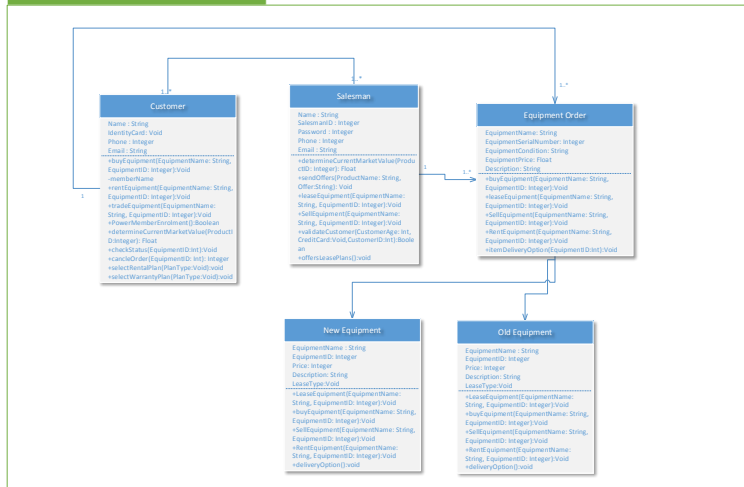 1..*
1..*
1..*
Customer
Name : String
IdentityCard: Void
Phone : Integer
Email : String
+buyEquipment(EquipmentName: String,
EquipmentID: Integer):Void
-memberName
+rentEquipment(EquipmentName: String,
EquipmentID: Integer):Void
+tradeEquipment(EquipmentName:
String, EquipmentID: Integer):Void
+PowerMemberEnrolment():Boolean
+determineCurrentMarketValue(ProductI
D:Integer): Float
+checkStatus(EquipmentID:Int):Void
+cancleOrder(EquipmentID: Int): Integer
+selectRentalPlan(PlanType:Void):void
+selectWarrantyPlan(PlanType:Void):void
1
Salesman
Name : String
SalesmanID : Integer
Password : Integer
Phone : Integer
Email : String
+determineCurrentMarketValue(Produ
ctID: Integer): Float
+sendOffers(ProductName: String,
Offer:String): Void
+leaseEquipment(EquipmentName:
String, EquipmentID: Integer):Void
+SellEquipment(EquipmentName:
String, EquipmentID: Integer):Void
+validateCustomer(CustomerAge: Int,
CreditCard:Void,CustomerID:Int):Boole
an
+offersLeasePlans():void
1
1..*
Equipment Order
EquipmentName: String
EquipmentSerialNumber: Integer
EquipmentCondition: String
EquipmentPrice: Float
Description: String
+buyEquipment(EquipmentName: String,
EquipmentID: Integer):Void
+leaseEquipment(EquipmentName: String,
EquipmentID: Integer):Void
+SellEquipment(EquipmentName: String,
EquipmentID: Integer):Void
+RentEquipment(EquipmentName: String,
EquipmentID: Integer):Void
+itemDeliveryOption(EquipmentID:Int):Void
New Equipment
EquipmentName : String
EquipmentID: Integer
Price: Integer
Description: String
LeaseType:Void
+LeaseEquipment(EquipmentName:
String, EquipmentID: Integer):Void
+buyEquipment(EquipmentName: String,
EquipmentID: Integer):Void
+SellEquipment(EquipmentName: String,
EquipmentID: Integer):Void
+RentEquipment(EquipmentName:
String, EquipmentID: Integer):Void
+deliveryOption():void
Old Equipment
EquipmentName : String
EquipmentID: Integer
Price: Integer
Description: String
LeaseType:Void
+LeaseEquipment(EquipmentName:
String, EquipmentID: Integer):Void
+buyEquipment(EquipmentName: String,
EquipmentID: Integer):Void
+SellEquipment(EquipmentName: String,
EquipmentID: Integer):Void
+RentEquipment(EquipmentName:
String, EquipmentID: Integer):Void
+deliveryOption():void